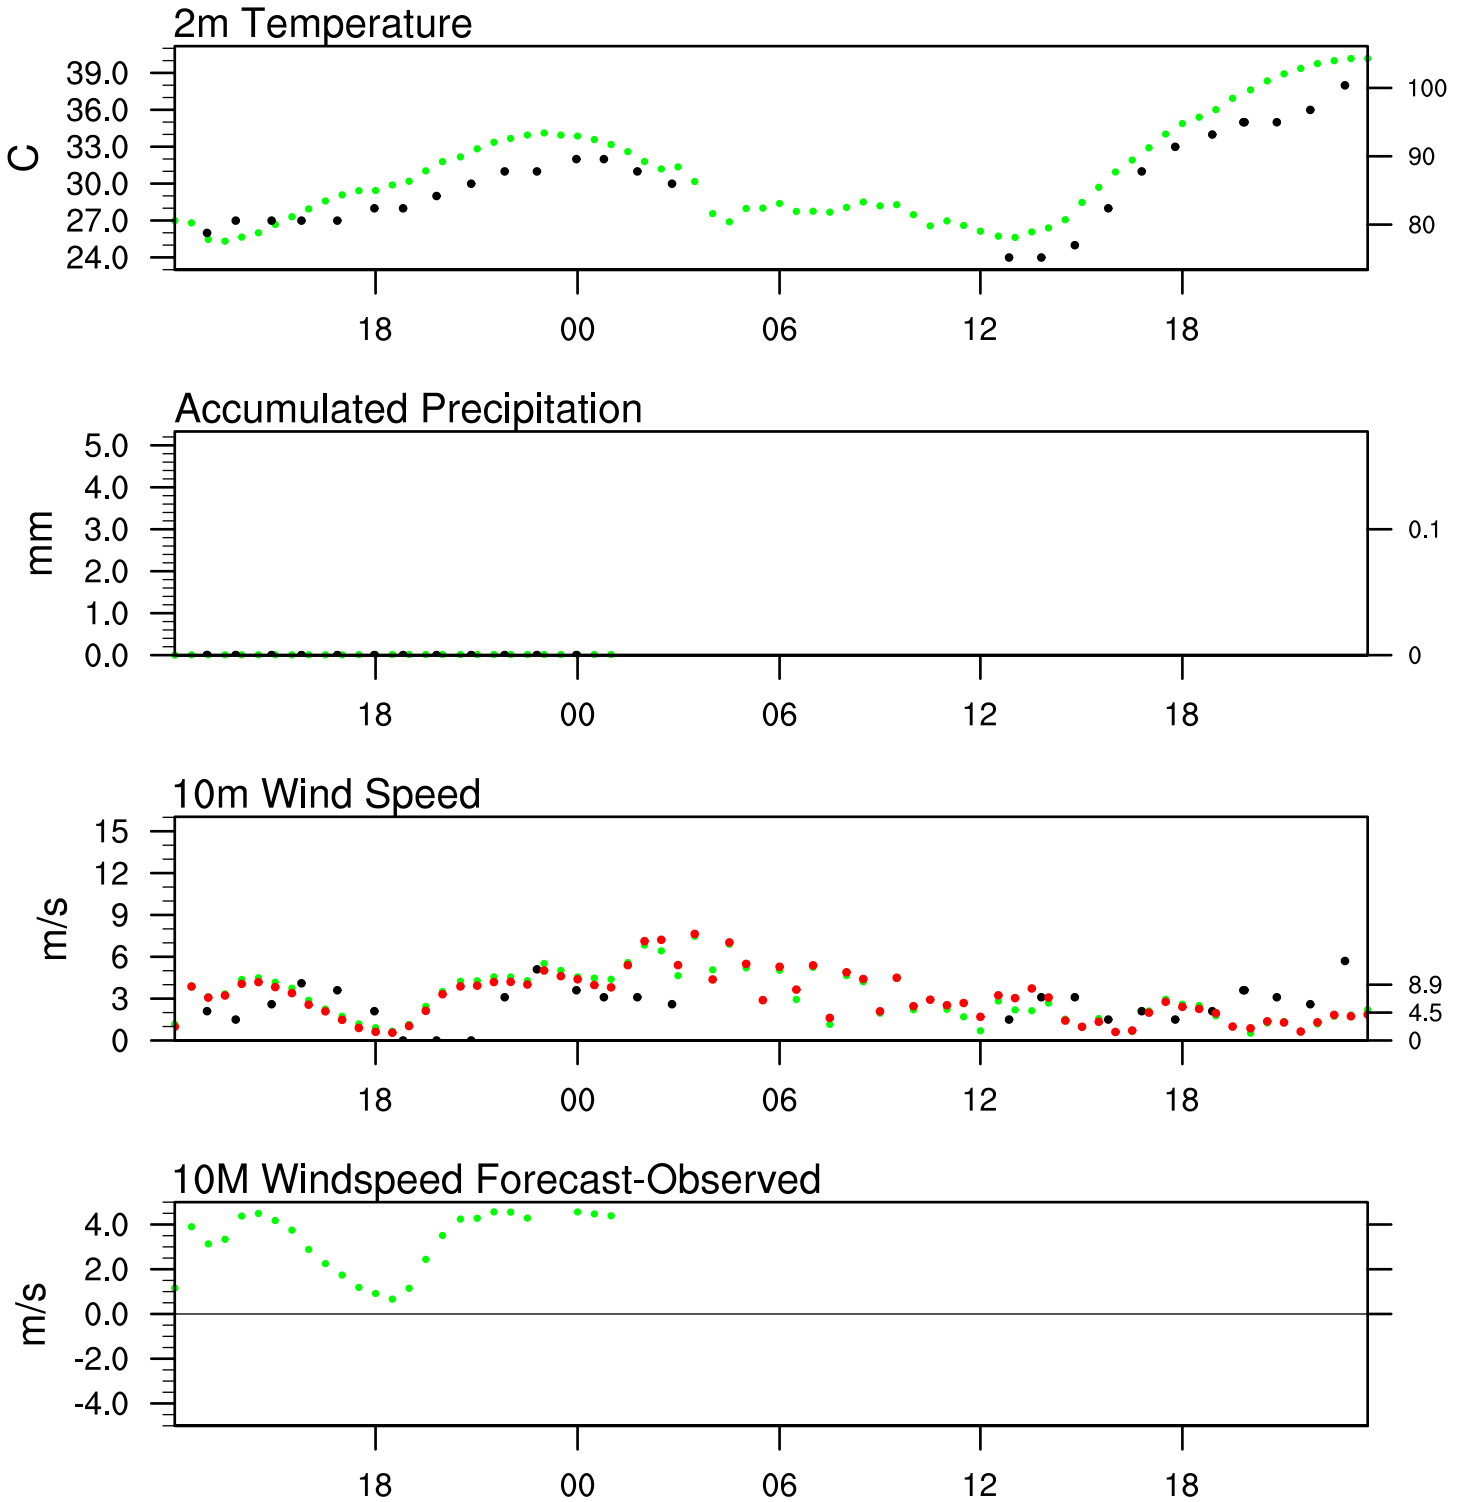 2m Temperature
39.0
36.0
33.0
30.0
27.0
24.0
C
100
90
80
18 00 06 12 18
Accumulated Precipitation
5.0
4.0
3.0
2.0
1.0
0.0
mm
0.1
0
18 00 06 12 18
10m Wind Speed
15
12
9
6
3
0
m/s
8.9
4.5
0
18 00 06 12 18
10M Windspeed Forecast-Observed
4.0
2.0
0.0
-2.0
-4.0
m/s
18 00 06 12 18